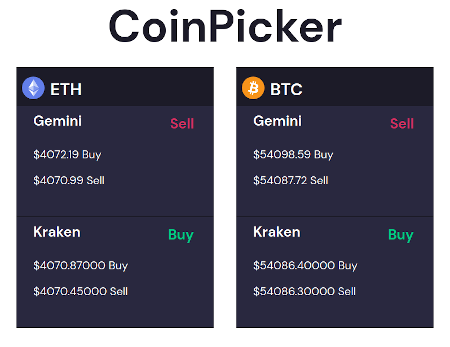 CoinPicker
ETH
Gemini Sell
$4072.19 Buy
$4070.99 Sell
Kraken Buy
$4070.87000 Buy
$4070.45000 Sell
BTC
Gemini Sell
$54098.59 Buy
$54087.72 Sell
Kraken Buy
$54086.40000 Buy
$54086.30000 Sell